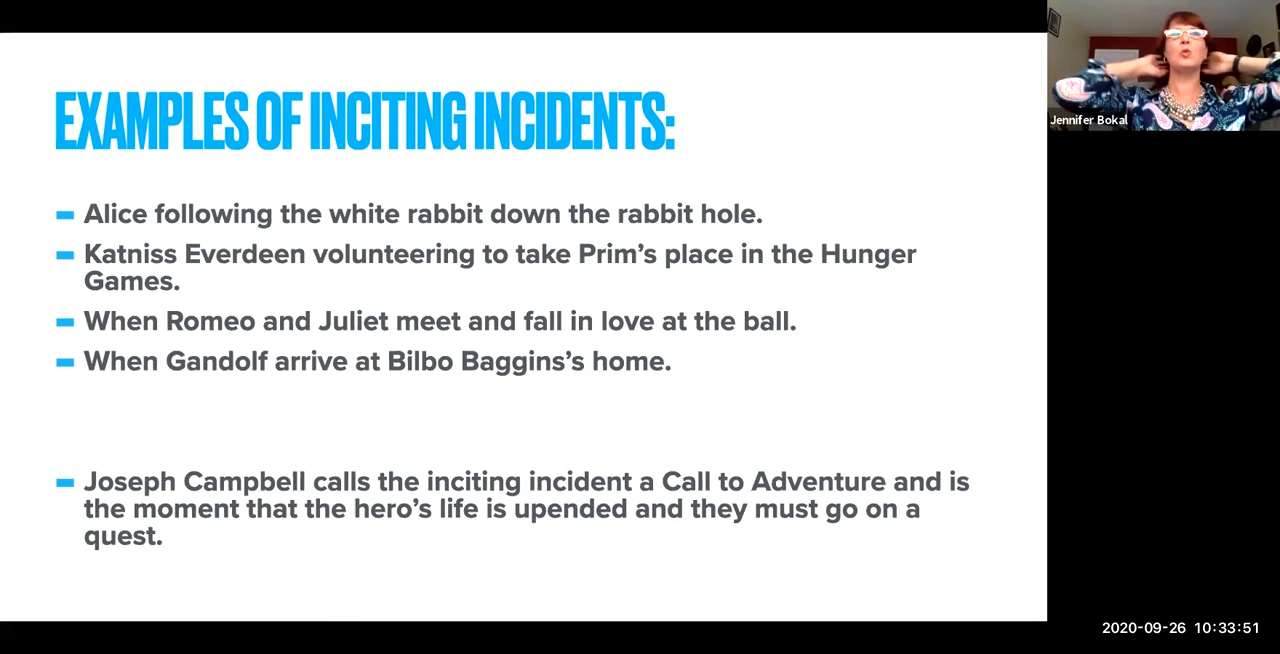 EXAMPLES OF INCITING INCIDENTS:
Alice following the white rabbit down the rabbit hole.
Katniss Everdeen volunteering to take Prim’s place in the Hunger
Games.
When Romeo and Juliet meet and fall in love at the ball.
When Gandolf arrive at Bilbo Baggins’s home.
Joseph Campbell calls the inciting incident a Call to Adventure and is
the moment that the hero’s life is upended and they must go on a
quest.
Jennifer Bokal
2020-09-26 10:33:51